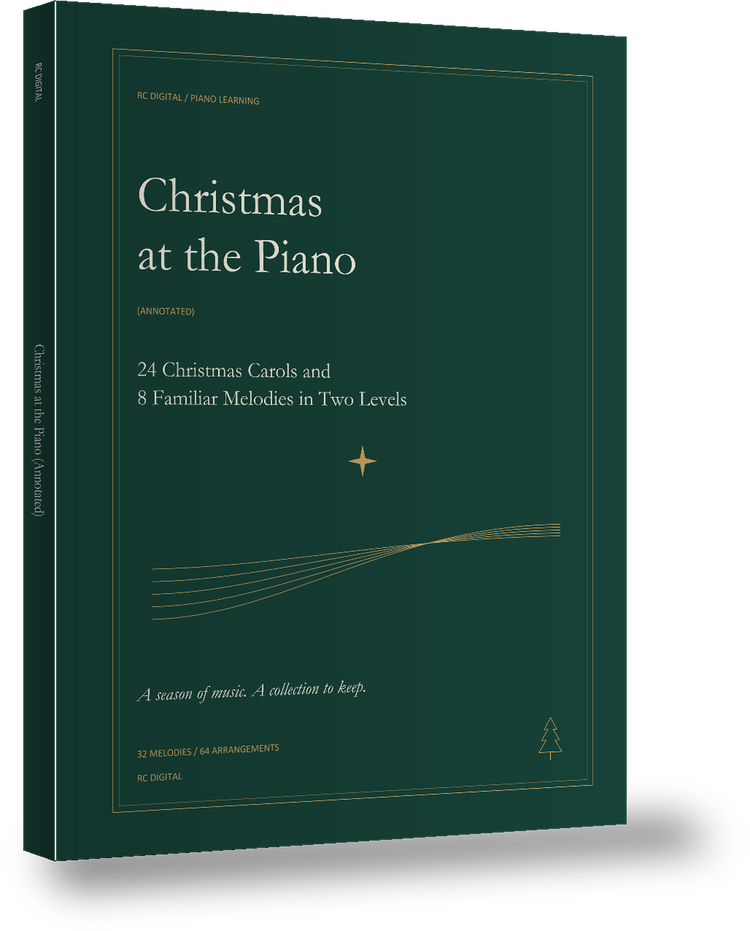 RC DIGITAL
Christmas at the Piano (Annotated)
RC DIGITAL / PIANO LEARNING
Christmas
at the Piano
(ANNOTATED)
24 Christmas Carols and
8 Familiar Melodies in Two Levels
A season of music. A collection to keep.
32 MELODIES / 64 ARRANGEMENTS
RC DIGITAL